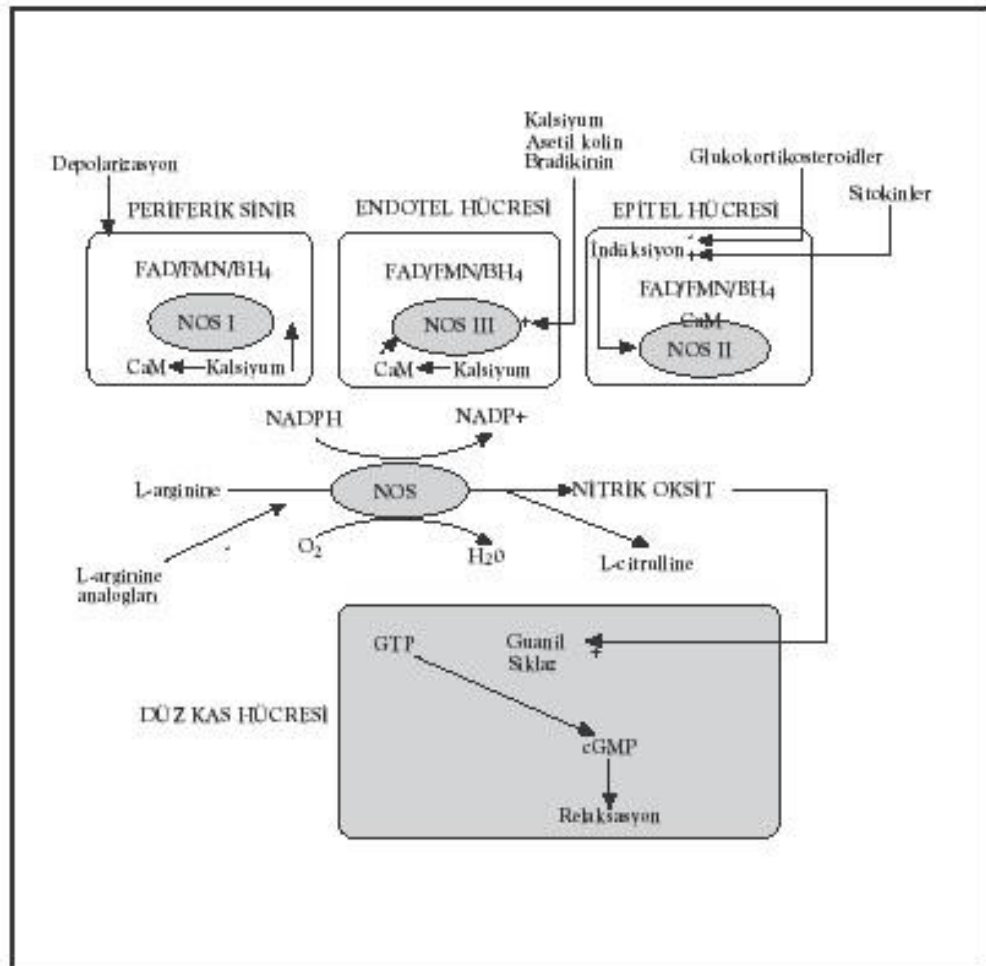 Kalsiyum
Asetil kolin
Bradikinin
Depolarizasyon
Glukokortikosteroidler
Sitokinler
PERİFERİK SİNİR
ENDOTEL HÜCRESİ
EPİTEL HÜCRESİ
FAD/FMN/BH4
NOS I
CaM
Kalsiyum
FAD/FMN/BH4
NOS III
+
CaM
Kalsiyum
İndüksiyon
-
+
FAD/FMN/BH4
CaM
NOS II
NADPH
NADP+
L-arginine
NOS
NİTRİK OKSİT
O2
H20
L-citrulline
L-arginine
analogları
-
GTP
Guanil
Siklaz
+
DÜZ KAS HÜCRESİ
cGMP
Relaksasyon